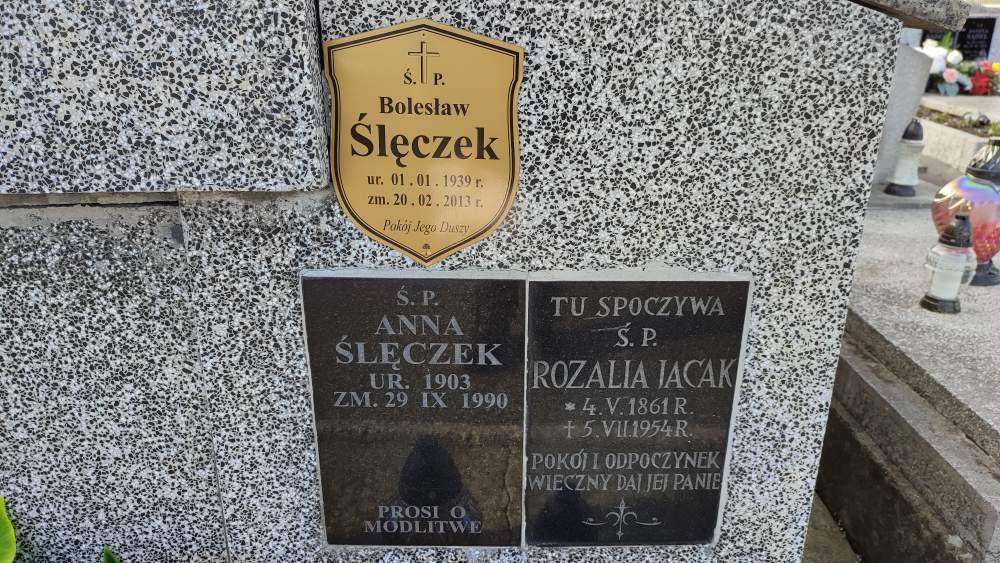 Ś. P.
Bolesław
Ślęczek
ur. 01 . 01 . 1939 r.
zm. 20 . 02 . 2013 r.
Pokój Jego Duszy
Ś. P.
ANNA
ŚLĘCZEK
UR. 1903
ZM. 29 IX 1990
PROSI O
MODLITWE
TU SPOCZYWA
Ś. P.
ROZALIA JACAK
* 4. V. 1861 R.
† 5. VII. 1954 R.
POKÓJ I ODPOCZYNEK
WIECZNY DAJ JEJ PANIE